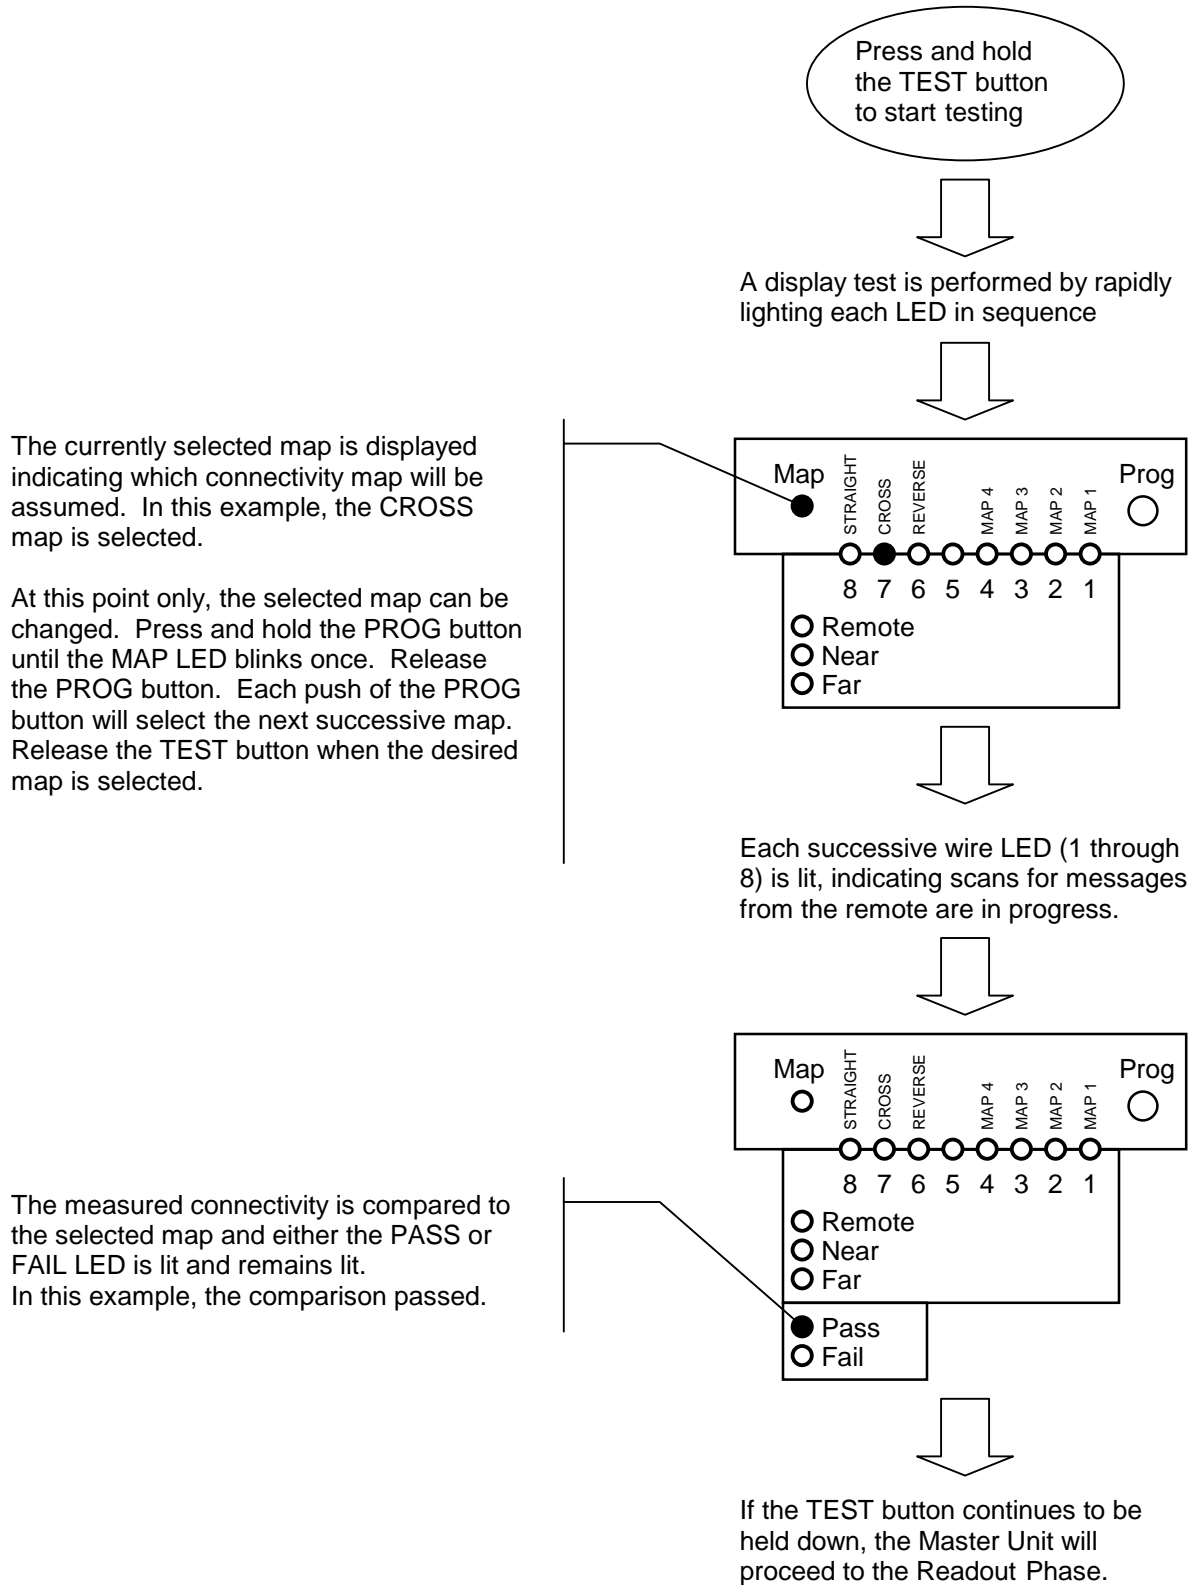 Press and hold
the TEST button
to start testing
A display test is performed by rapidly
lighting each LED in sequence
The currently selected map is displayed
indicating which connectivity map will be
assumed. In this example, the CROSS
map is selected.
At this point only, the selected map can be
changed. Press and hold the PROG button
until the MAP LED blinks once. Release
the PROG button. Each push of the PROG
button will select the next successive map.
Release the TEST button when the desired
map is selected.
Map
STRAIGHT
CROSS
REVERSE
MAP 4
MAP 3
MAP 2
MAP 1
Prog
8 7 6 5 4 3 2 1
Remote
Near
Far
Each successive wire LED (1 through
8) is lit, indicating scans for messages
from the remote are in progress.
Map
STRAIGHT
CROSS
REVERSE
MAP 4
MAP 3
MAP 2
MAP 1
Prog
8 7 6 5 4 3 2 1
Remote
Near
Far
Pass
Fail
The measured connectivity is compared to
the selected map and either the PASS or
FAIL LED is lit and remains lit.
In this example, the comparison passed.
If the TEST button continues to be
held down, the Master Unit will
proceed to the Readout Phase.